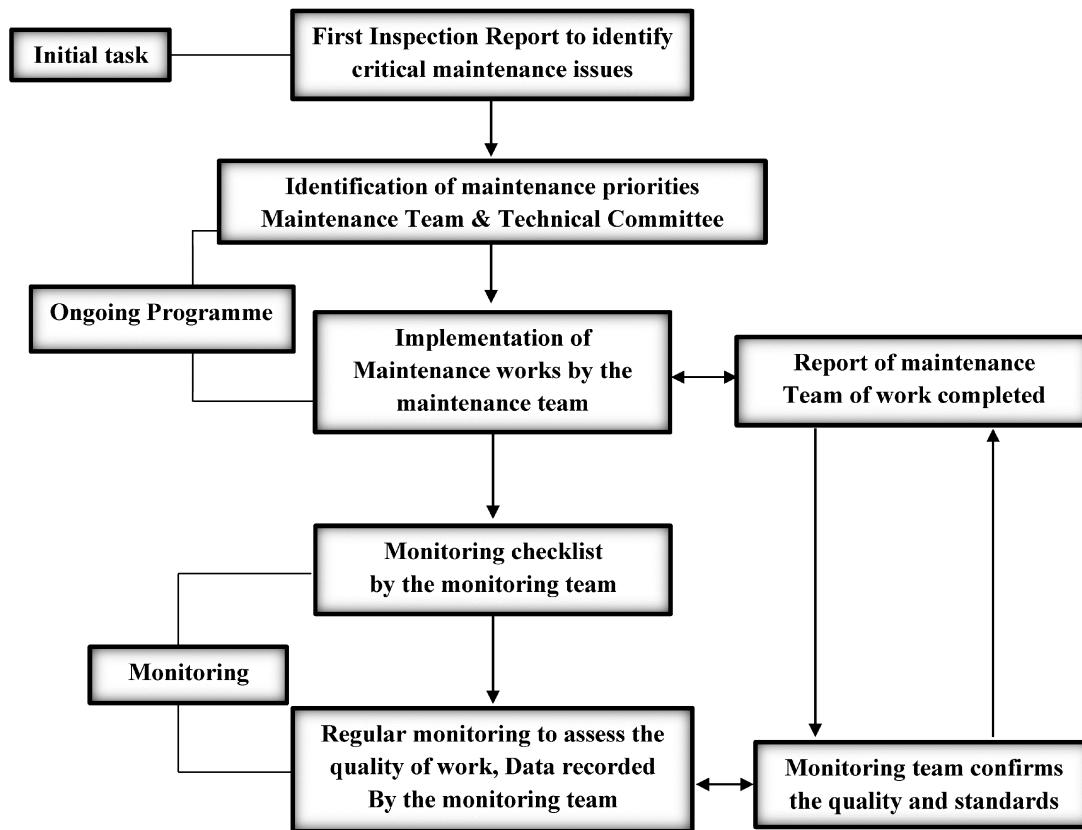 Initial task
First Inspection Report to identify
critical maintenance issues
Identification of maintenance priorities
Maintenance Team & Technical Committee
Ongoing Programme
Implementation of
Maintenance works by the
maintenance team
Report of maintenance
Team of work completed
Monitoring checklist
by the monitoring team
Monitoring
Regular monitoring to assess the
quality of work, Data recorded
By the monitoring team
Monitoring team confirms
the quality and standards